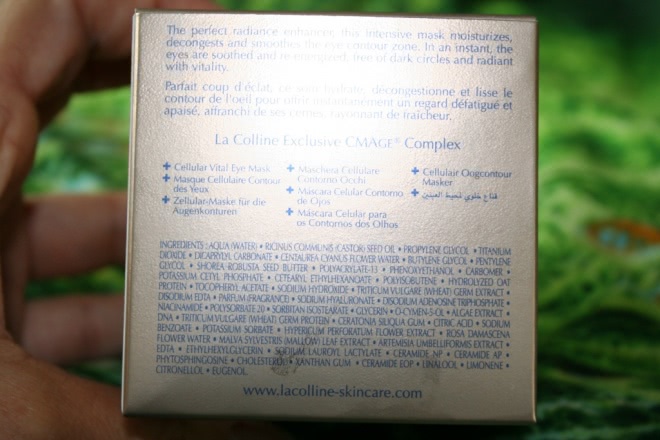 The perfect radiance enhancer, this intensive mask moisturizes,
decongests and smoothes the eye contour zone. In an instant, the
eyes are soothed and re-energized, free of dark circles and radiant
with vitality.
Parfait coup d'éclat, ce soin hydrate, décongestionne et lisse le
contour de l'oeil pour offrir instantanément un regard défatigué et
apaisé, affranchi de ses cernes, rayonnant de fraîcheur.
La Colline Exclusive CMAGE® Complex
+ Cellular Vital Eye Mask
+ Masque Cellulaire Contour
des Yeux
+ Zellular-Maske für die
Augenkonturen
+ Maschera Cellulare
Contorno Occhi
+ Máscara Celular Contorno
de Ojos
+ Máscara Celular para
os Contornos dos Olhos
+ Cellulair Oogcontour
Masker
+ قناع خلوي لمحيط العينين
INGREDIENTS : AQUA (WATER) • RICINUS COMMUNIS (CASTOR) SEED OIL • PROPYLENE GLYCOL • TITANIUM
DIOXIDE • DICAPRYLYL CARBONATE • CENTAUREA CYANUS FLOWER WATER • BUTYLENE GLYCOL • PENTYLENE
GLYCOL • SHOREA ROBUSTA SEED BUTTER • POLYACRYLATE-13 • PHENOXYETHANOL • CARBOMER •
POTASSIUM CETYL PHOSPHATE • CETEARYL ETHYLHEXANOATE • POLYISOBUTENE • HYDROLYZED OAT
PROTEIN • TOCOPHERYL ACETATE • SODIUM HYDROXIDE • TRITICUM VULGARE (WHEAT) GERM EXTRACT •
DISODIUM EDTA • PARFUM (FRAGRANCE) • SODIUM HYALURONATE • DISODIUM ADENOSINE TRIPHOSPHATE •
NIACINAMIDE • POLYSORBATE 20 • SORBITAN ISOSTEARATE • GLYCERIN • O-CYMEN-5-OL • ALGAE EXTRACT •
DNA • TRITICUM VULGARE (WHEAT) GERM PROTEIN • CERATONIA SILIQUA GUM • CITRIC ACID • SODIUM
BENZOATE • POTASSIUM SORBATE • HYPERICUM PERFORATUM FLOWER EXTRACT • ROSA DAMASCENA
FLOWER WATER • MALVA SYLVESTRIS (MALLOW) LEAF EXTRACT • ARTEMISIA UMBELLIFORMIS EXTRACT •
EDTA • ETHYLHEXYLGLYCERIN • SODIUM LAUROYL LACTYLATE • CERAMIDE NP • CERAMIDE AP •
PHYTOSPHINGOSINE • CHOLESTEROL • XANTHAN GUM • CERAMIDE EOP • LINALOOL • LIMONENE •
CITRONELLOL • EUGENOL.
www.lacolline-skincare.com